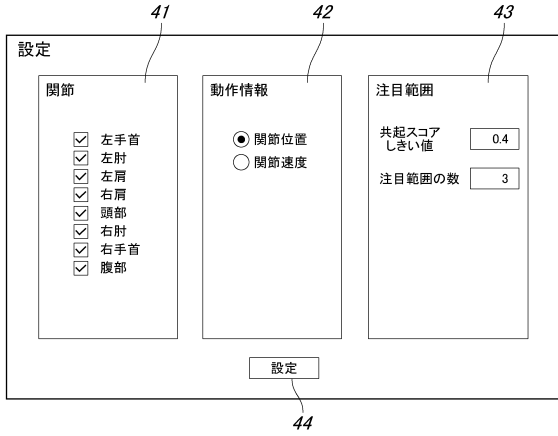 41
42
43
設定
関節
左手首
左肘
左肩
右肩
頭部
右肘
右手首
腹部
動作情報
関節位置
関節速度
注目範囲
共起スコア
しきい値
0.4
注目範囲の数
3
設定
44